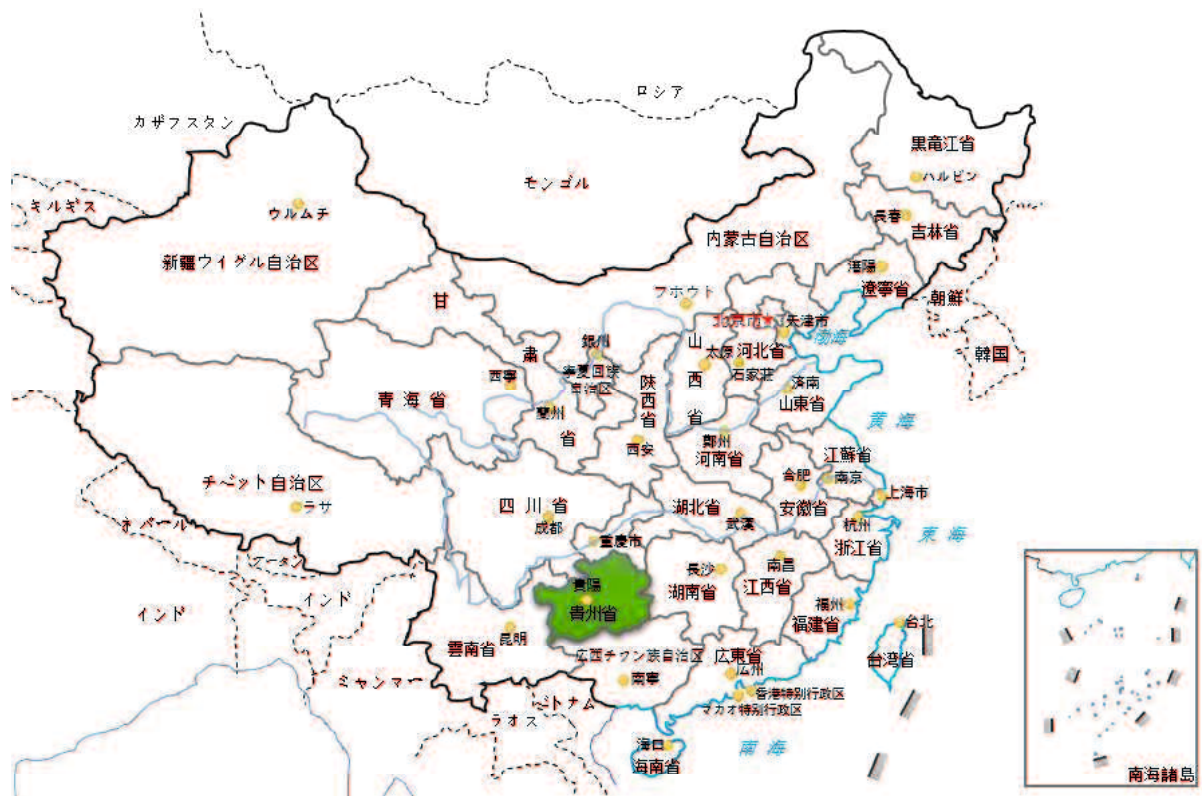 ロシア
カザフスタン
黒竜江省
ハルビン
モンゴル
キルギス
ウルムチ
長春
吉林省
内蒙古自治区
新疆ウイグル自治区
瀋陽
遼寧省
甘
フホウト
朝鮮
北京市
天津市
渤海
山
銀川
肅
太原
河北省
韓国
寧夏回族
自治区
石家荘
西寧
陝
西
省
西
済南
青海省
山東省
蘭州
省
黄海
省
西安
鄭州
河南省
江蘇省
チベット自治区
合肥
南京
上海市
四川省
ラサ
湖北省
安徽省
成都
武漢
杭州
ネパール
重慶市
浙江省
東海
ブータン
南昌
長沙
貴陽
湖南省
江西省
インド
インド
貴州省
福州
福建省
台北
昆明
雲南省
広西チワン族自治区
広東省
台湾省
広州
ミャンマー
南寧
香港特別行政区
ベトナム
マカオ特別行政区
ラオス
南海
海口
海南省
南海諸島